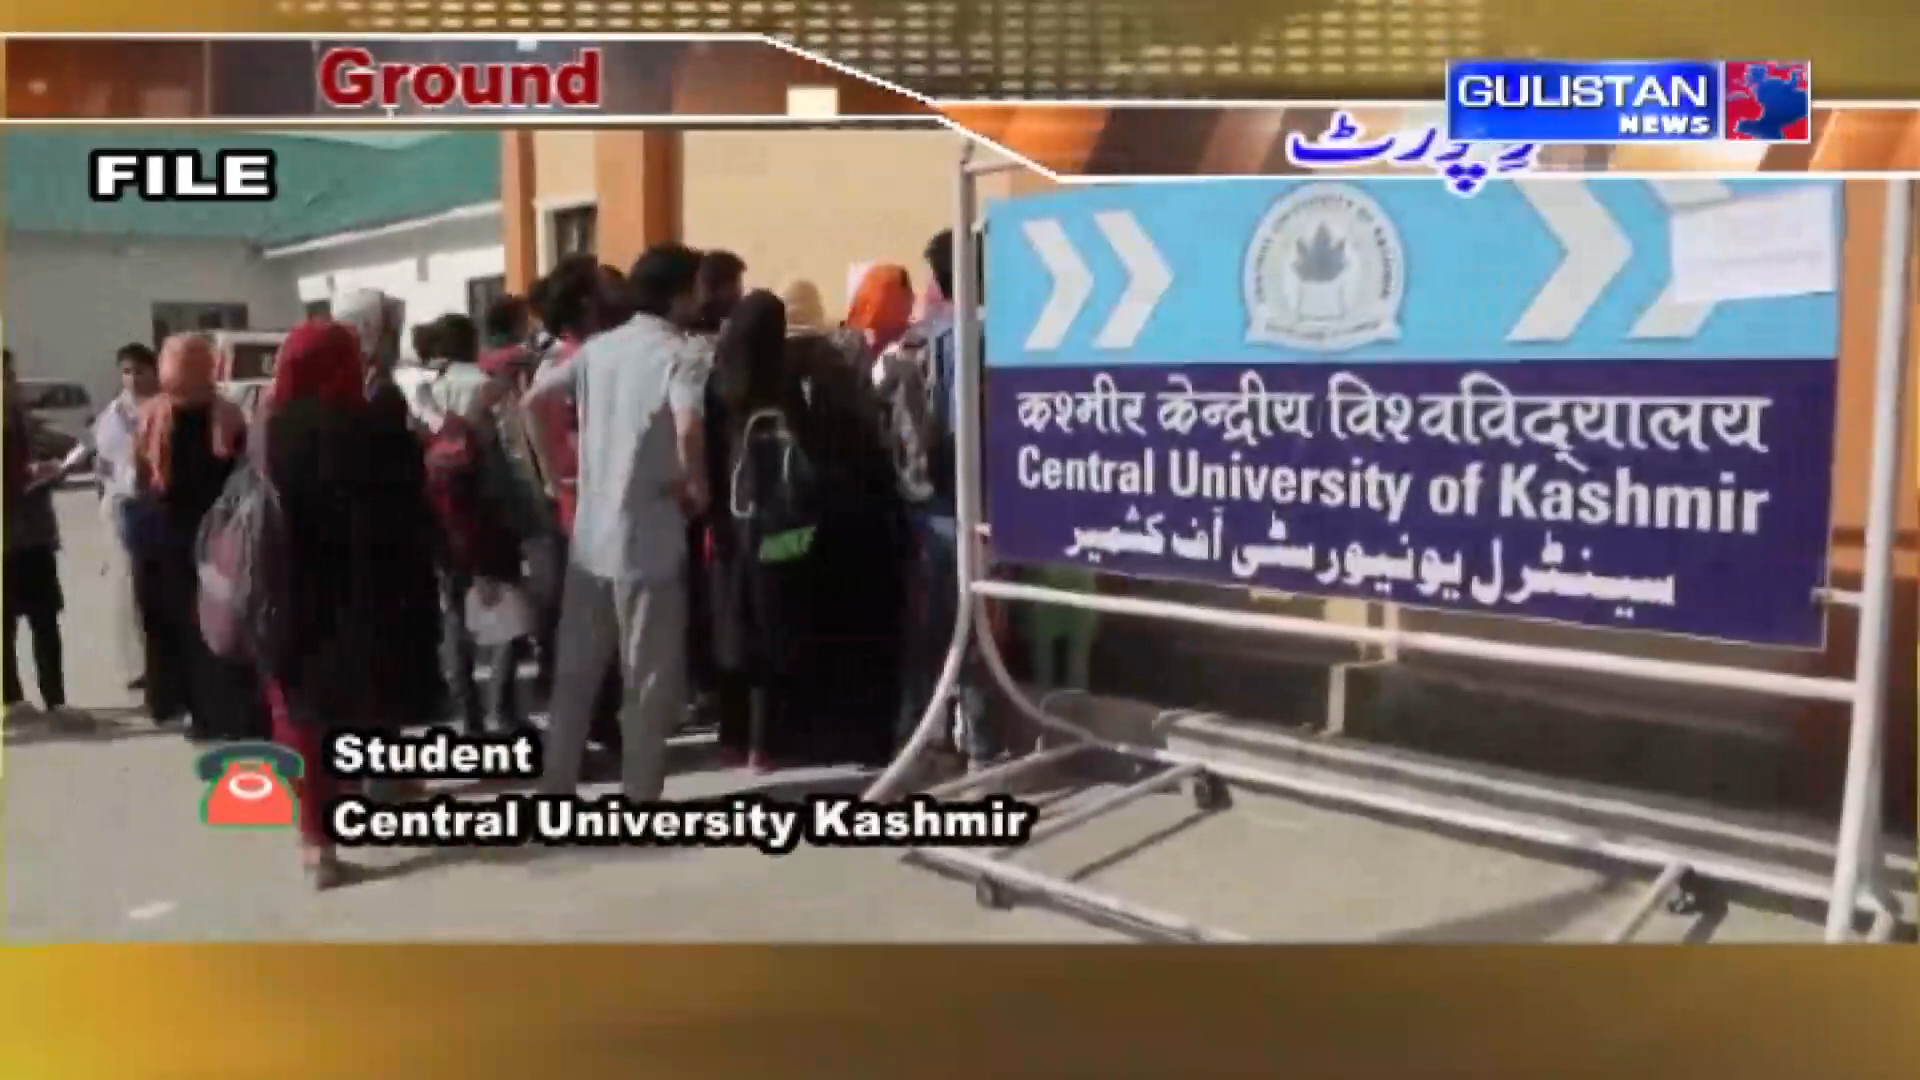 Ground
GULISTAN
NEWS
رپورٹ
FILE
कश्मीर केन्द्रीय विश्वविद्यालय
Central University of Kashmir
سینٹرل یونیورسٹی آف کشمیر
Student
Central University Kashmir